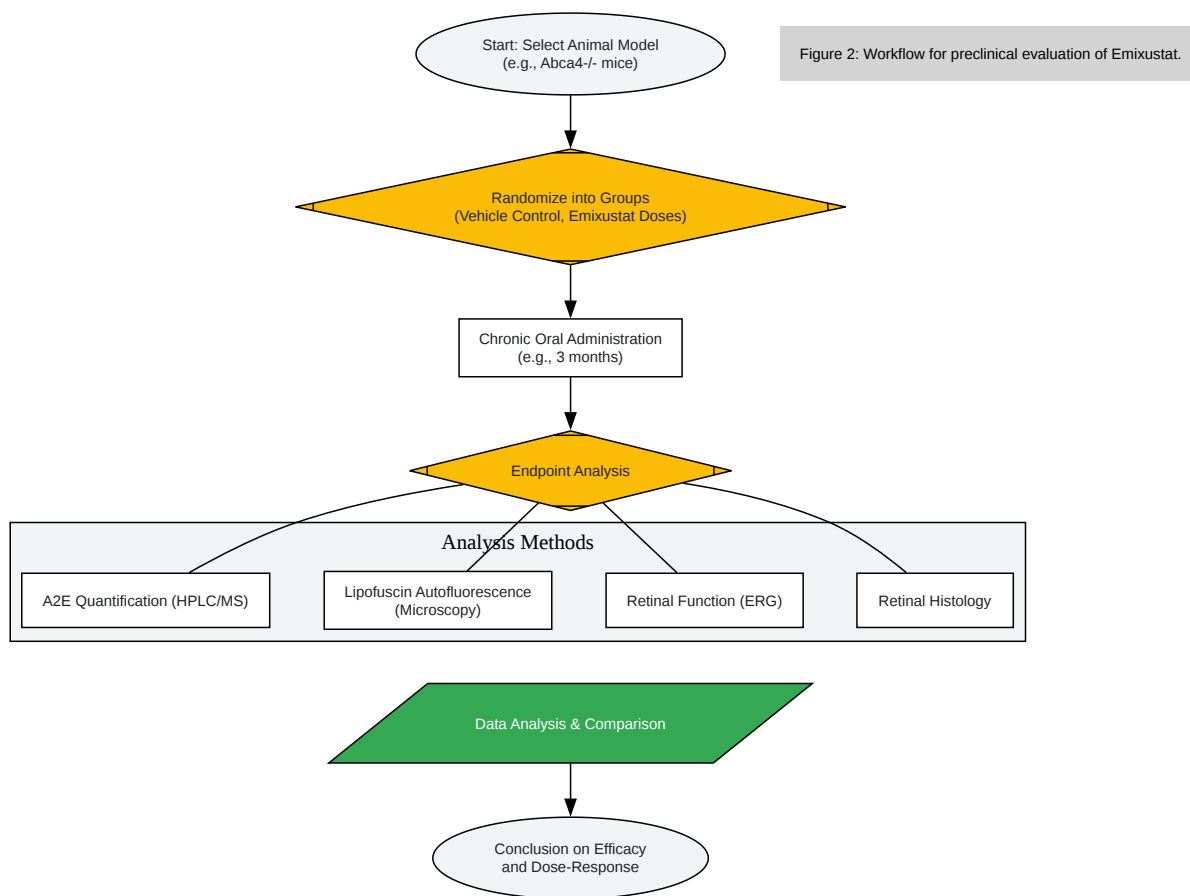 Start: Select Animal Model
(e.g., Abca4-/- mice)
Figure 2: Workflow for preclinical evaluation of Emixustat.
Randomize into Groups
(Vehicle Control, Emixustat Doses)
Chronic Oral Administration
(e.g., 3 months)
Endpoint Analysis
Analysis Methods
A2E Quantification (HPLC/MS)
Lipofuscin Autofluorescence
(Microscopy)
Retinal Function (ERG)
Retinal Histology
Data Analysis & Comparison
Conclusion on Efficacy
and Dose-Response